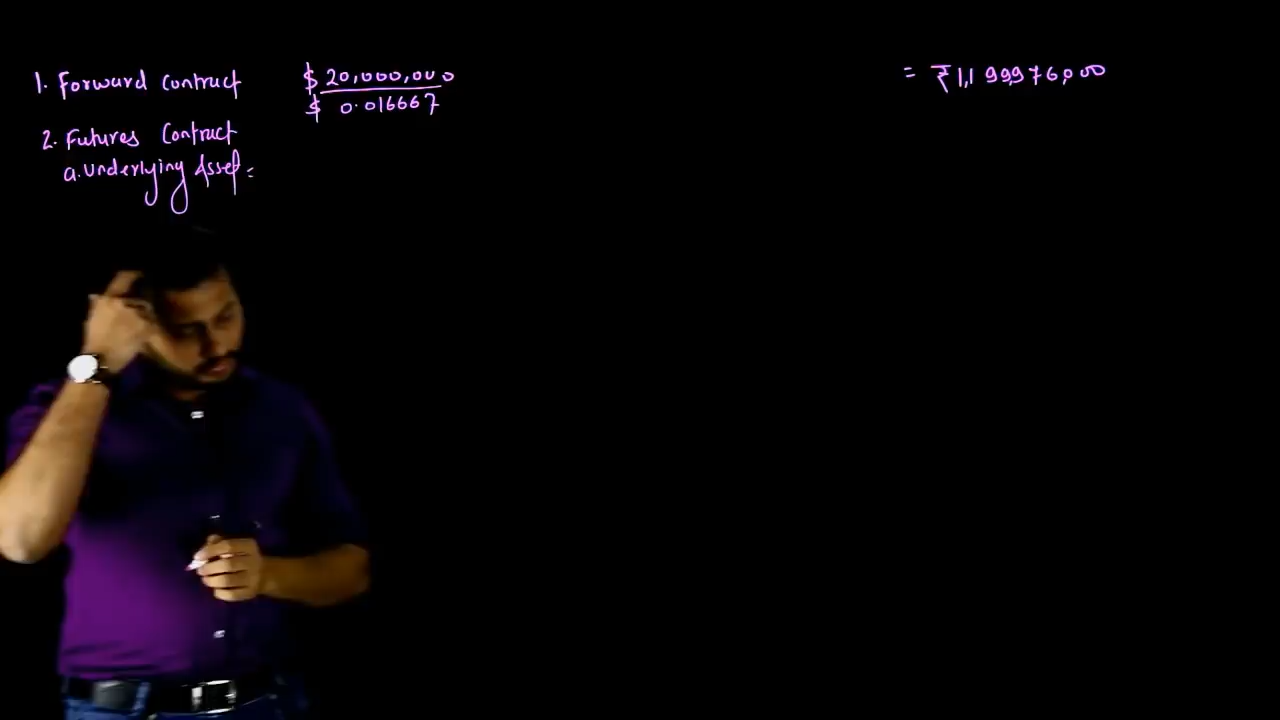 1. Forward Contract $ 20,000,000 = ₹1,199976,000
$ 0.016667
2. Futures Contract
a. Underlying Asset =